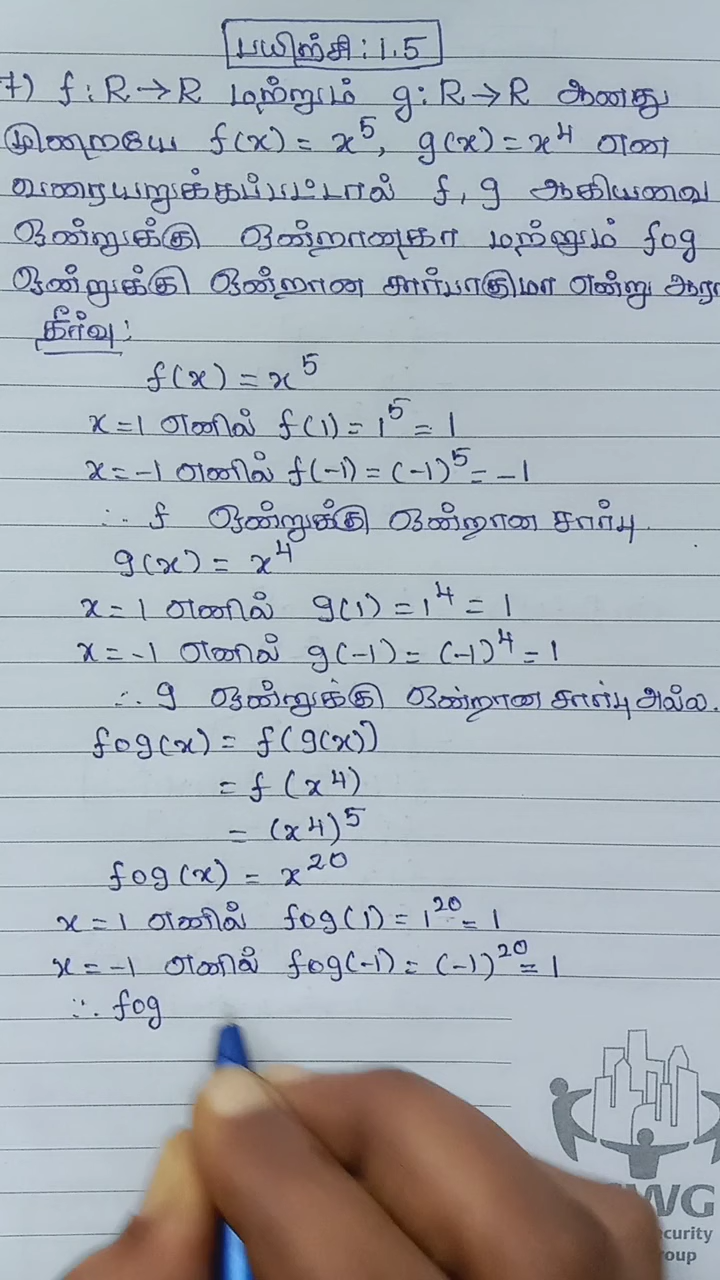 பயிற்சி : 1.5
7) f : R → R மற்றும் g : R → R ஆனது
முறையே f(x) = x⁵, g(x) = x⁴ என
வரையறுக்கப்பட்டால் f, g ஆகியவை
ஒன்றுக்கு ஒன்றானதா மற்றும் fog
ஒன்றுக்கு ஒன்றான சார்பாகுமா என்று
தீர்வு :
f(x) = x⁵
x = 1 எனில் f(1) = 1⁵ = 1
x = -1 எனில் f(-1) = (-1)⁵ = -1
∴ f ஒன்றுக்கு ஒன்றான சார்பு.
g(x) = x⁴
x = 1 எனில் g(1) = 1⁴ = 1
x = -1 எனில் g(-1) = (-1)⁴ = 1
∴ g ஒன்றுக்கு ஒன்றான சார்பு அல்ல.
fog(x) = f(g(x))
= f(x⁴)
= (x⁴)⁵
fog(x) = x²⁰
x = 1 எனில் fog(1) = 1²⁰ = 1
x = -1 எனில் fog(-1) = (-1)²⁰ = 1
∴ fog